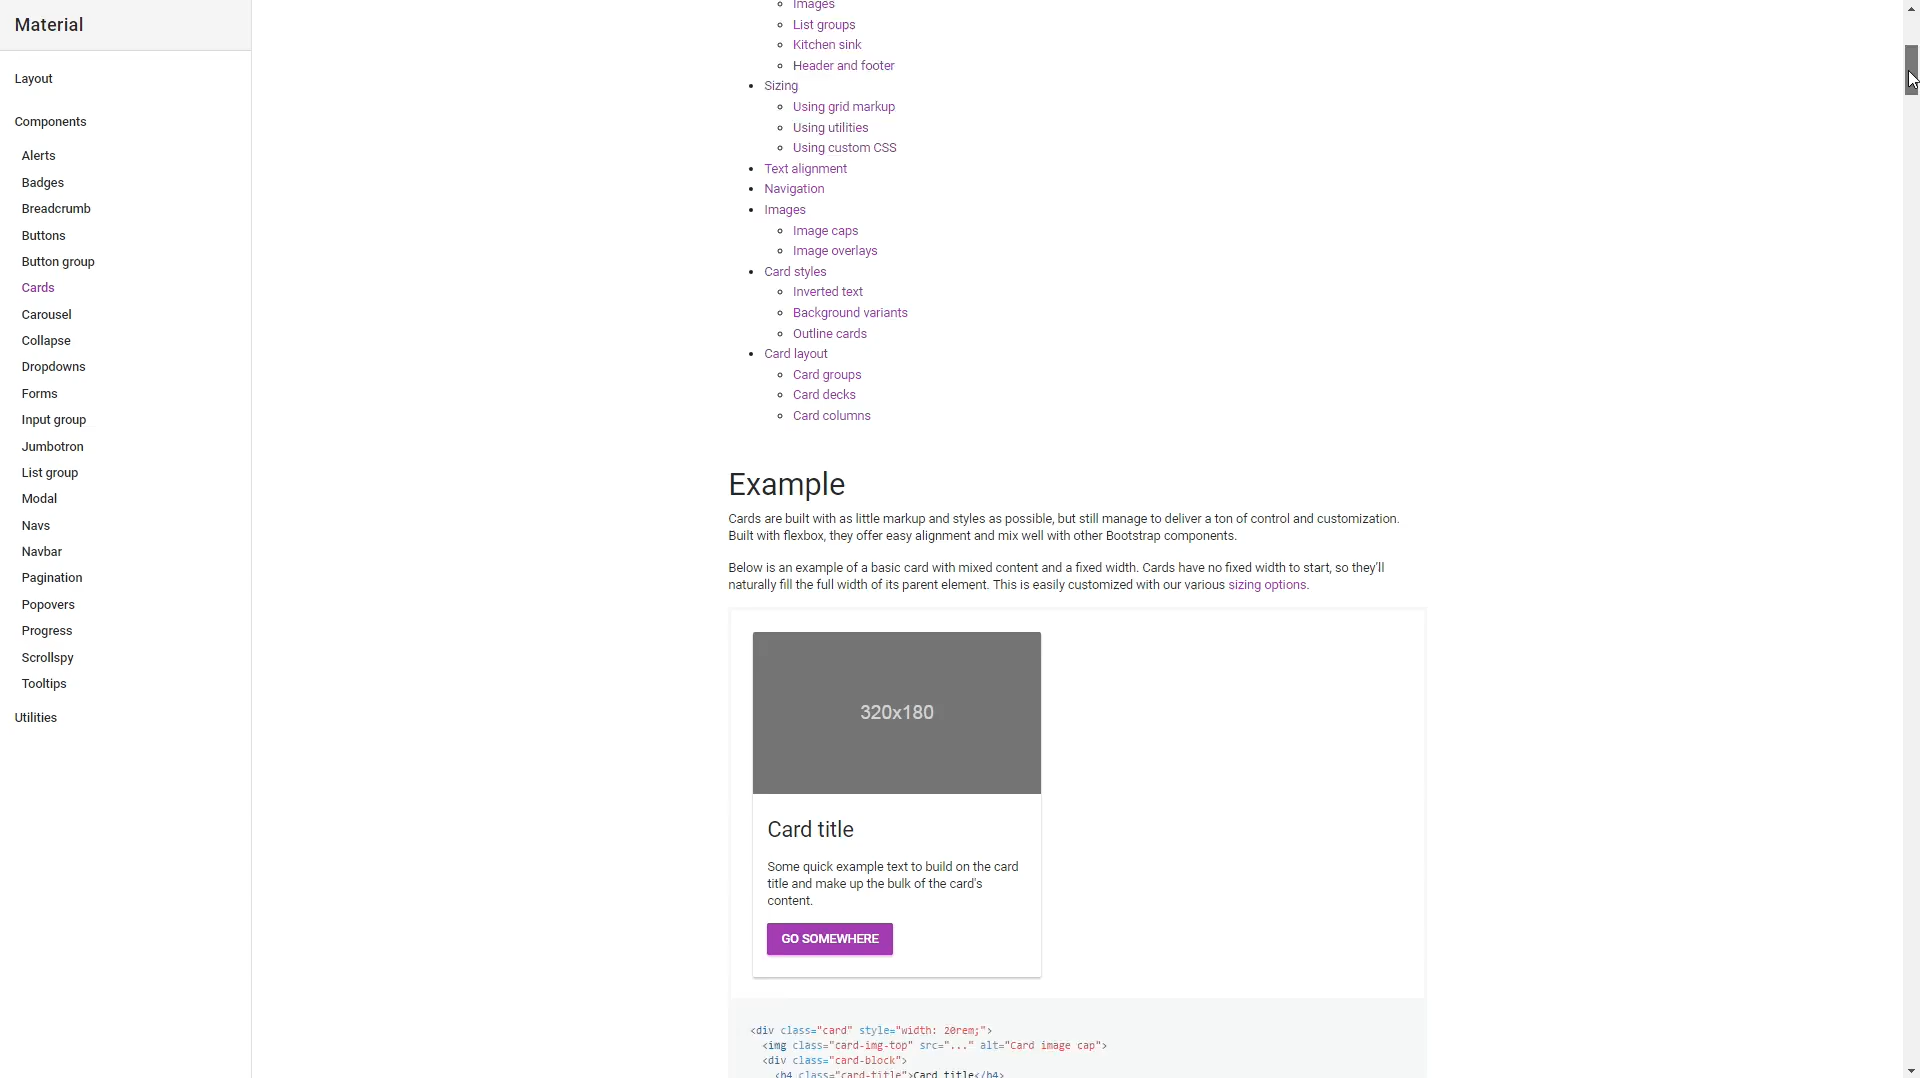 Material
Layout
Components
Alerts
Badges
Breadcrumb
Buttons
Button group
Cards
Carousel
Collapse
Dropdowns
Forms
Input group
Jumbotron
List group
Modal
Navs
Navbar
Pagination
Popovers
Progress
Scrollspy
Tooltips
Utilities
Images
List groups
Kitchen sink
Header and footer
Sizing
Using grid markup
Using utilities
Using custom CSS
Text alignment
Navigation
Images
Image caps
Image overlays
Card styles
Inverted text
Background variants
Outline cards
Card layout
Card groups
Card decks
Card columns
Example
Cards are built with as little markup and styles as possible, but still manage to deliver a ton of control and customization.
Built with flexbox, they offer easy alignment and mix well with other Bootstrap components.
Below is an example of a basic card with mixed content and a fixed width. Cards have no fixed width to start, so they'll
naturally fill the full width of its parent element. This is easily customized with our various sizing options.
320x180
Card title
Some quick example text to build on the card
title and make up the bulk of the card's
content.
GO SOMEWHERE
<div class="card" style="width: 20rem;">
<img class="card-img-top" src="..." alt="Card image cap">
<div class="card-block">
<h4 class="card-title">Card title</h4>